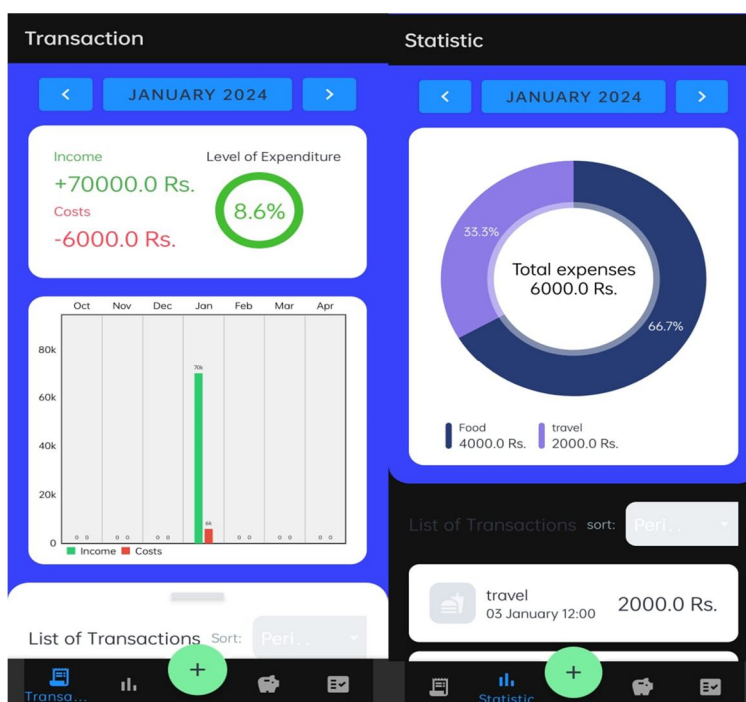 Transaction
< JANUARY 2024 >
Income
+70000.0 Rs.
Costs
-6000.0 Rs.
Level of Expenditure
8.6%
Oct Nov Dec Jan Feb Mar Apr
80k
60k
40k
20k
0
70k
6k
0 0 0 0 0 0 0 0 0 0 0 0
Income Costs
List of Transactions Sort: Peri...
+
Transa...
Statistic
< JANUARY 2024 >
33.3%
Total expenses
6000.0 Rs.
66.7%
Food
4000.0 Rs.
travel
2000.0 Rs.
List of Transactions sort: Peri...
travel
03 January 12:00
2000.0 Rs.
+
Statistic